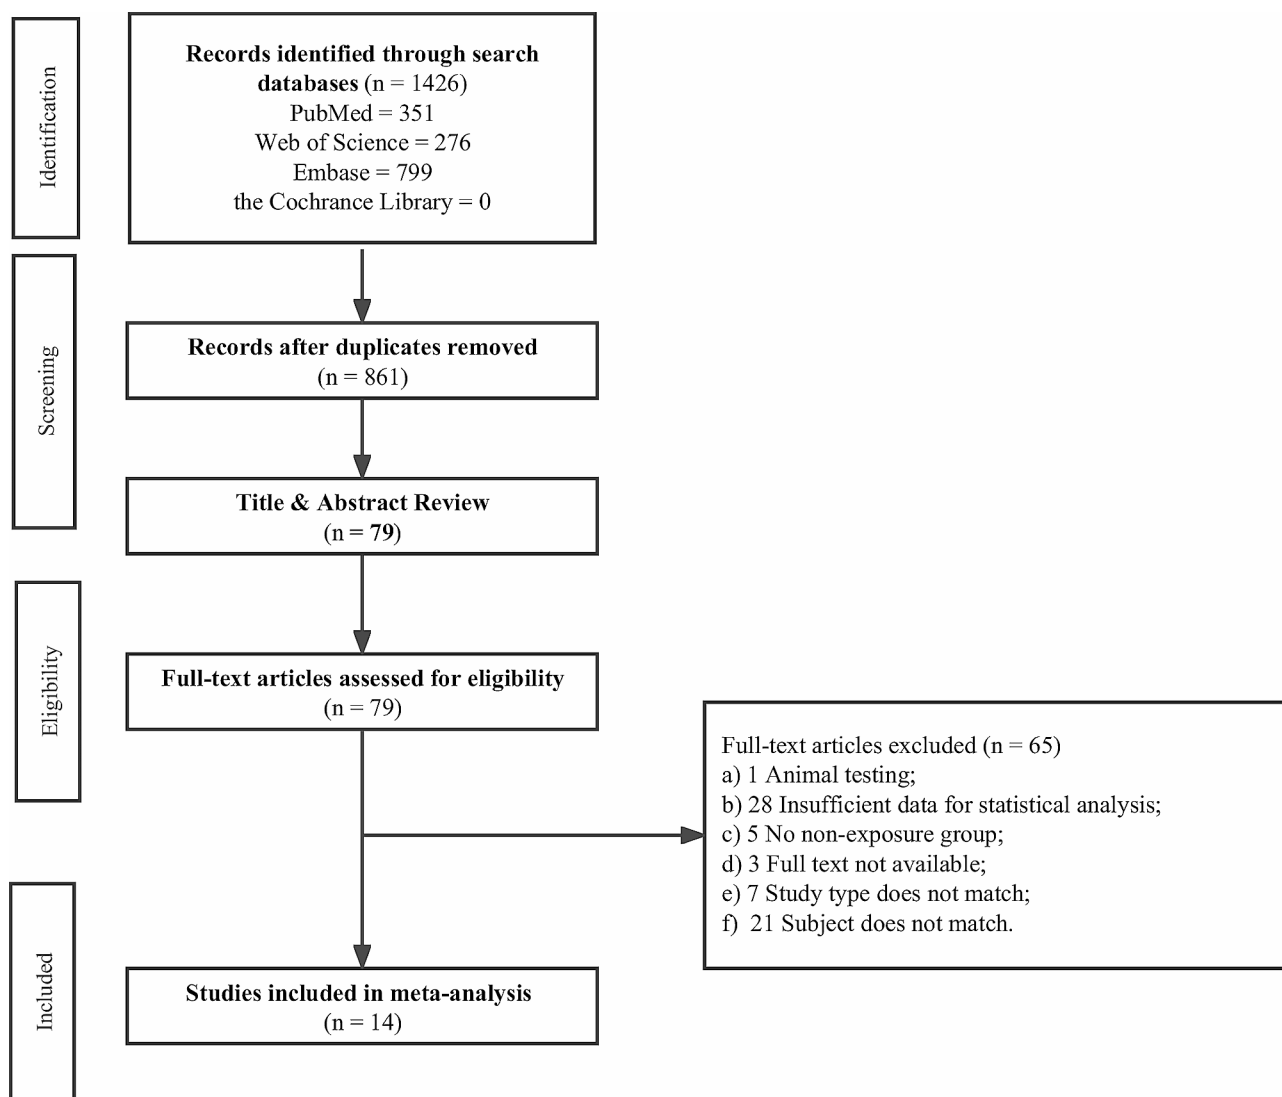 Identification
Records identified through search
databases (n = 1426)
PubMed = 351
Web of Science = 276
Embase = 799
the Cochrance Library = 0
Screening
Records after duplicates removed
(n = 861)
Title & Abstract Review
(n = 79)
Eligibility
Full-text articles assessed for eligibility
(n = 79)
Full-text articles excluded (n = 65)
a) 1 Animal testing;
b) 28 Insufficient data for statistical analysis;
c) 5 No non-exposure group;
d) 3 Full text not available;
e) 7 Study type does not match;
f) 21 Subject does not match.
Included
Studies included in meta-analysis
(n = 14)